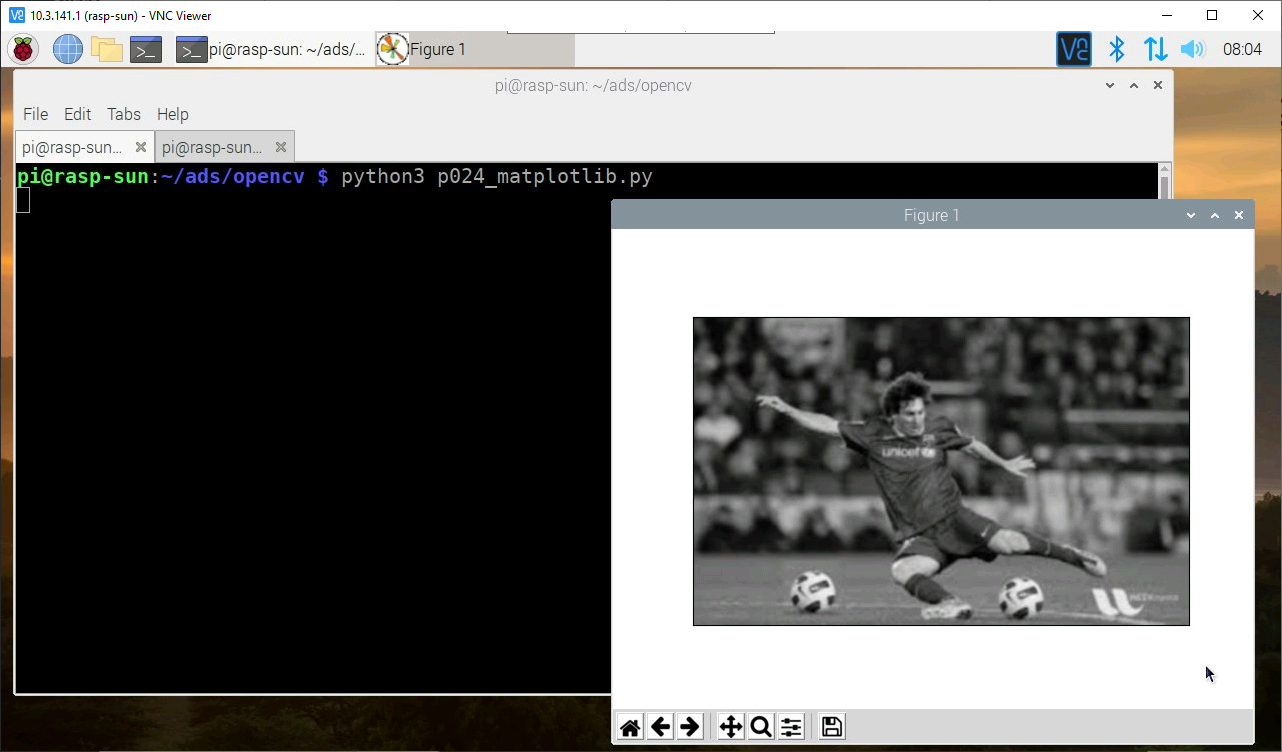 10.3.141.1 (rasp-sun) - VNC Viewer
pi@rasp-sun: ~/ads/... Figure 1 08:04
pi@rasp-sun: ~/ads/opencv
File Edit Tabs Help
pi@rasp-sun... pi@rasp-sun...
pi@rasp-sun:~/ads/opencv $ python3 p024_matplotlib.py
Figure 1
unicef